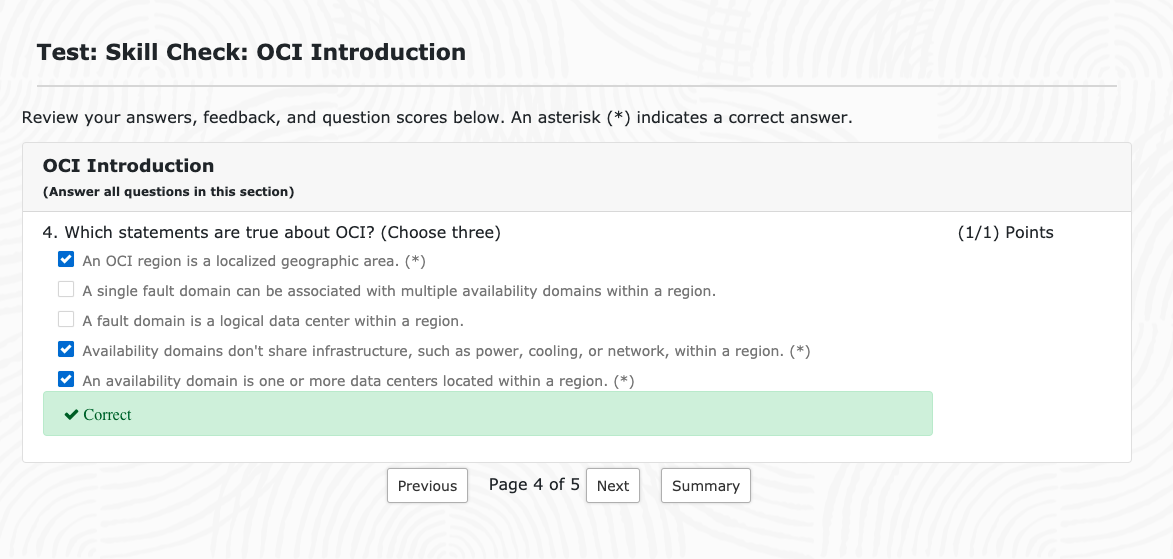 Test: Skill Check: OCI Introduction
Review your answers, feedback, and question scores below. An asterisk (*) indicates a correct answer.
OCI Introduction
(Answer all questions in this section)
4. Which statements are true about OCI? (Choose three) (1/1) Points
An OCI region is a localized geographic area. (*)
A single fault domain can be associated with multiple availability domains within a region.
A fault domain is a logical data center within a region.
Availability domains don't share infrastructure, such as power, cooling, or network, within a region. (*)
An availability domain is one or more data centers located within a region. (*)
Correct
Previous Page 4 of 5 Next Summary